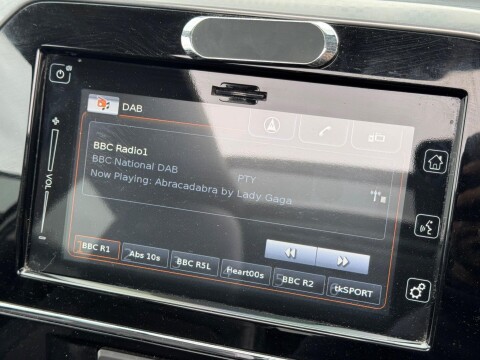 DAB
BBC Radio1
BBC National DAB
PTY
Now Playing: Abracadabra by Lady Gaga
VOL
BBC R1
Abs 10s
BBC R5L
Heart00s
BBC R2
tkSPORT